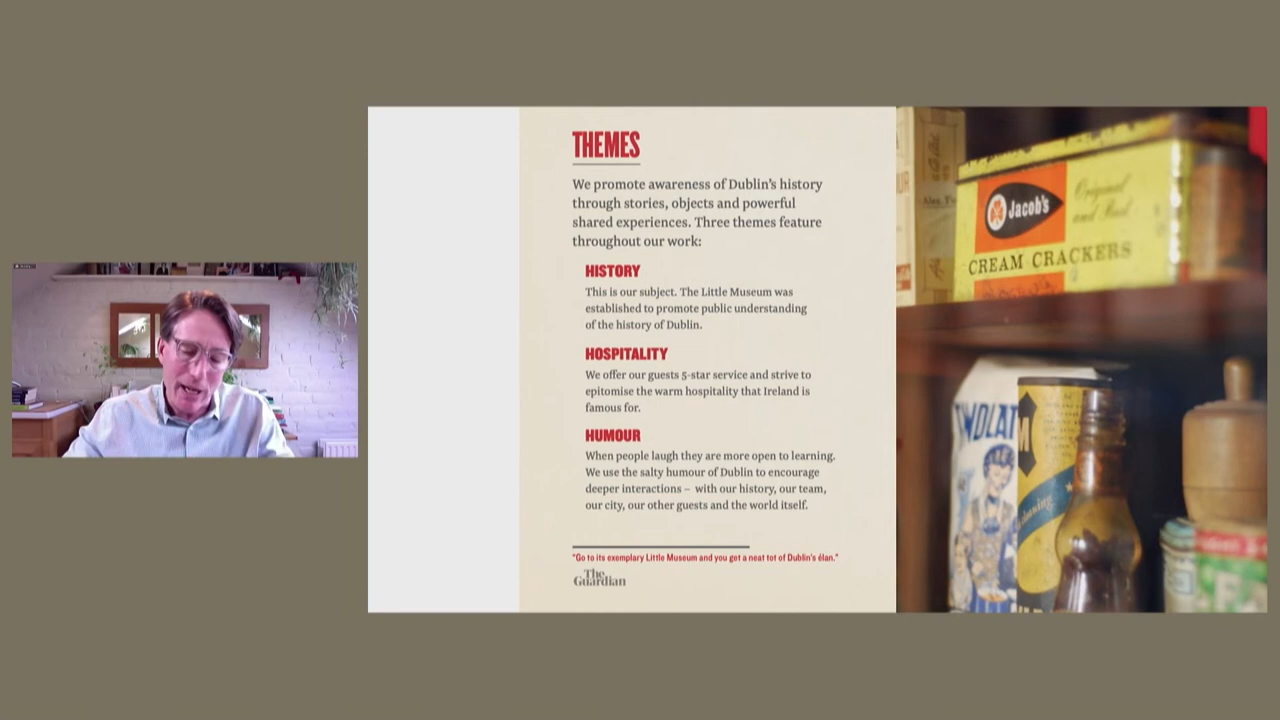 THEMES
We promote awareness of Dublin's history
through stories, objects and powerful
shared experiences. Three themes feature
throughout our work:
HISTORY
This is our subject. The Little Museum was
established to promote public understanding
of the history of Dublin.
HOSPITALITY
We offer our guests 5-star service and strive to
epitomise the warm hospitality that Ireland is
famous for.
HUMOUR
When people laugh they are more open to learning.
We use the salty humour of Dublin to encourage
deeper interactions – with our history, our team,
our city, our other guests and the world itself.
"Go to its exemplary Little Museum and you get a neat tot of Dublin's élan."
The
Guardian
Jacob's
Original
and Best
CREAM CRACKERS